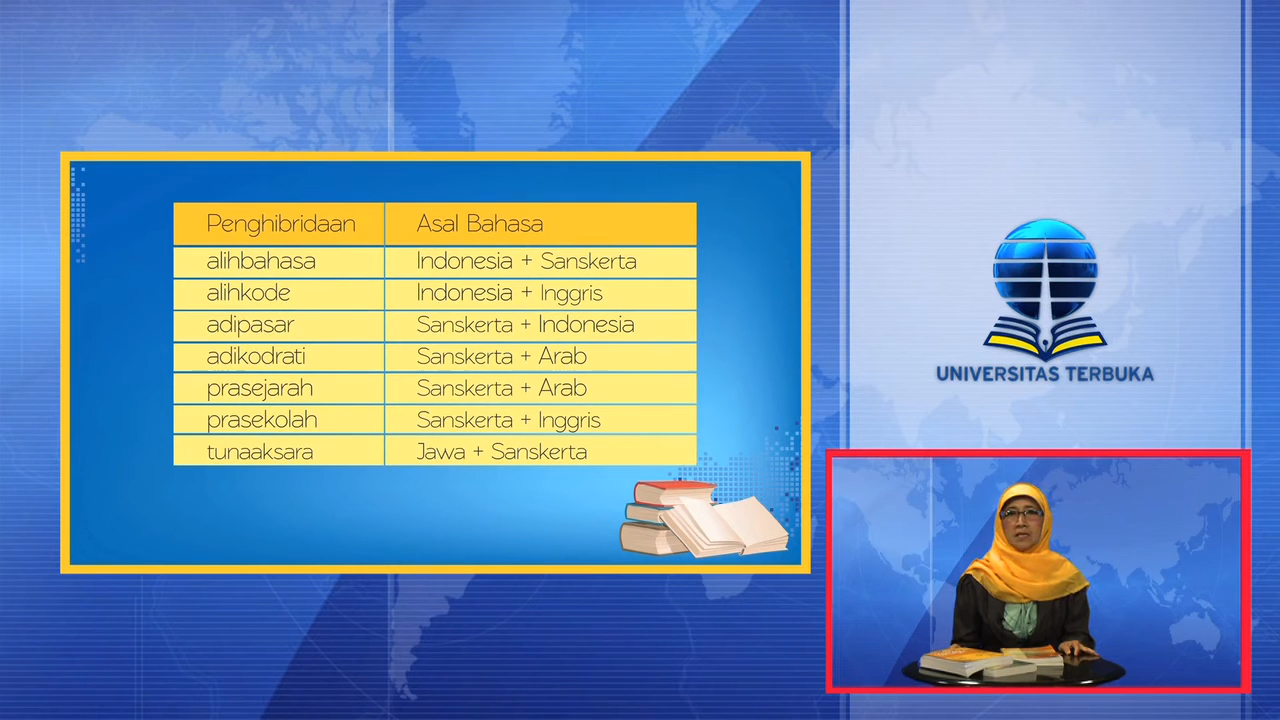 Penghibridaan Asal Bahasa
alihbahasa Indonesia + Sanskerta
alihkode Indonesia + Inggris
adipasar Sanskerta + Indonesia
adikodrati Sanskerta + Arab
prasejarah Sanskerta + Arab
prasekolah Sanskerta + Inggris
tunaaksara Jawa + Sanskerta
UNIVERSITAS TERBUKA